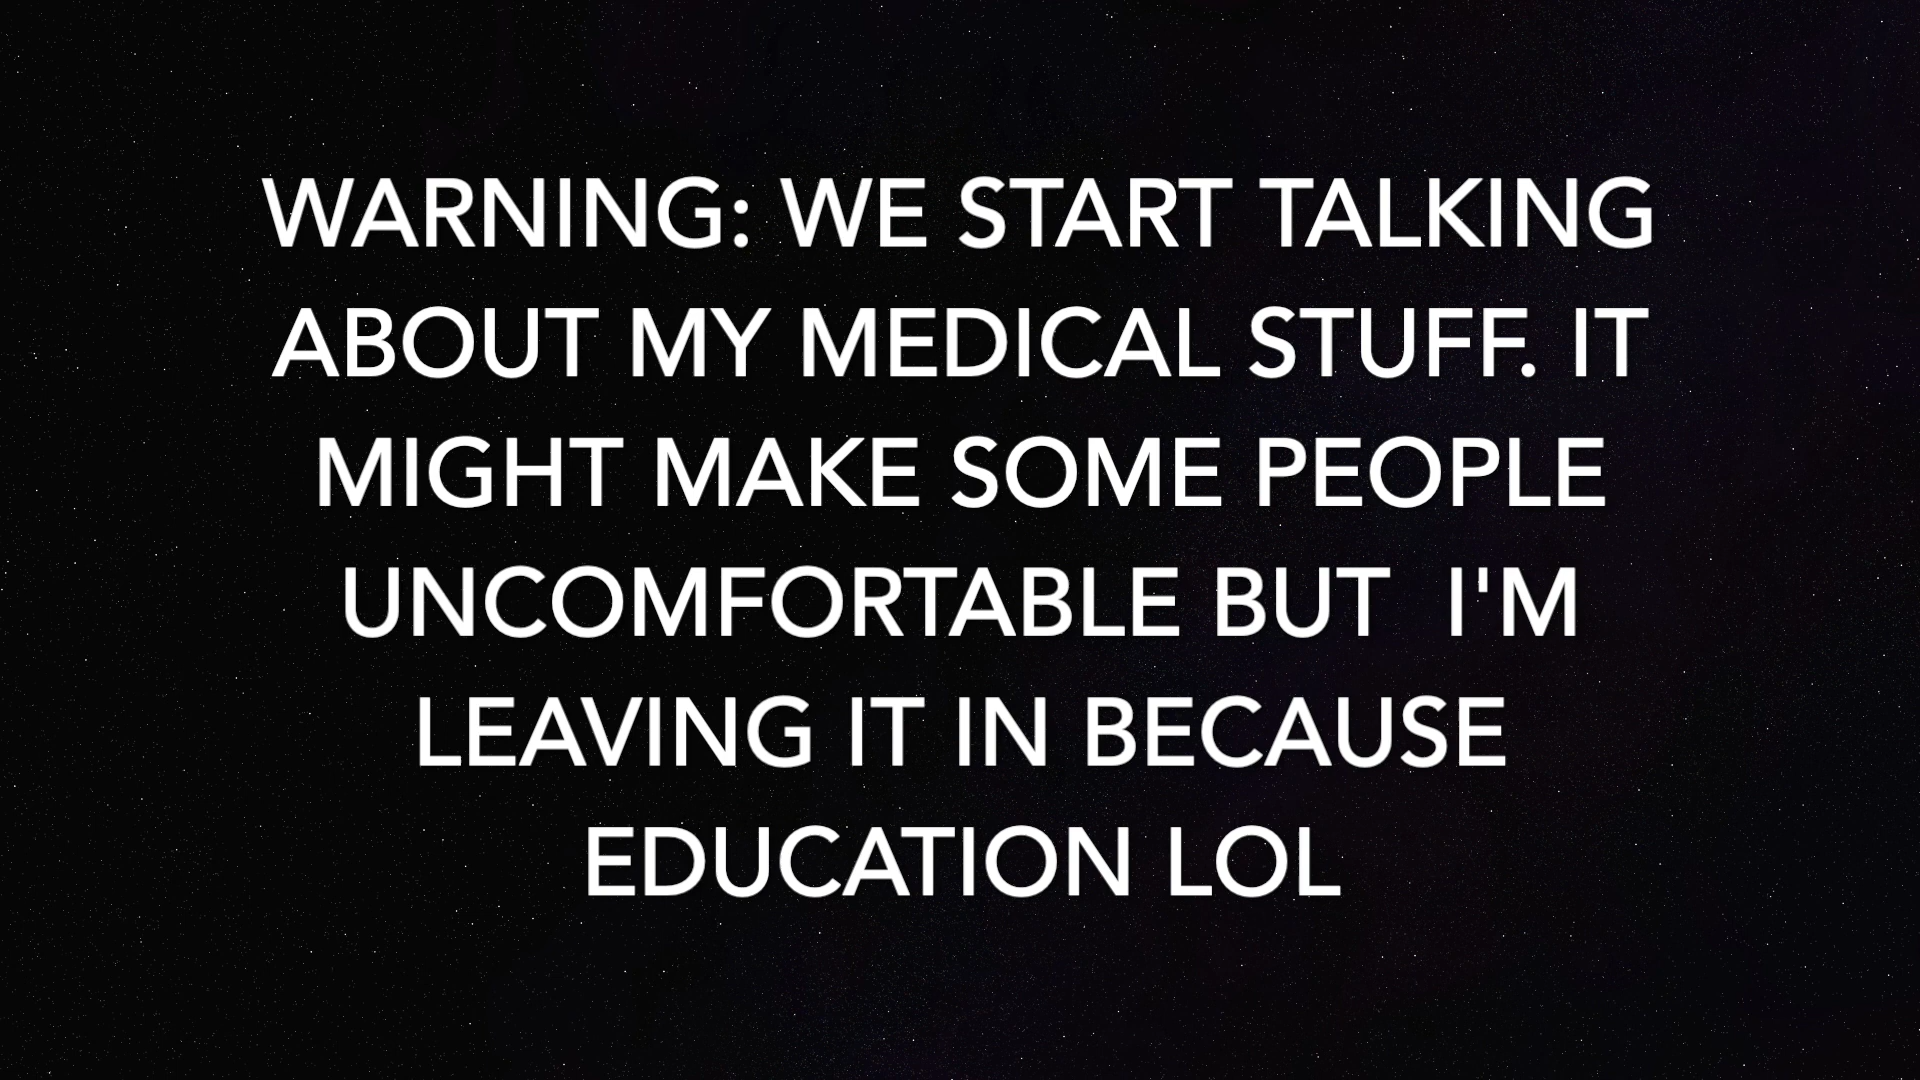 WARNING: WE START TALKING
ABOUT MY MEDICAL STUFF. IT
MIGHT MAKE SOME PEOPLE
UNCOMFORTABLE BUT  I'M
LEAVING IT IN BECAUSE
EDUCATION LOL